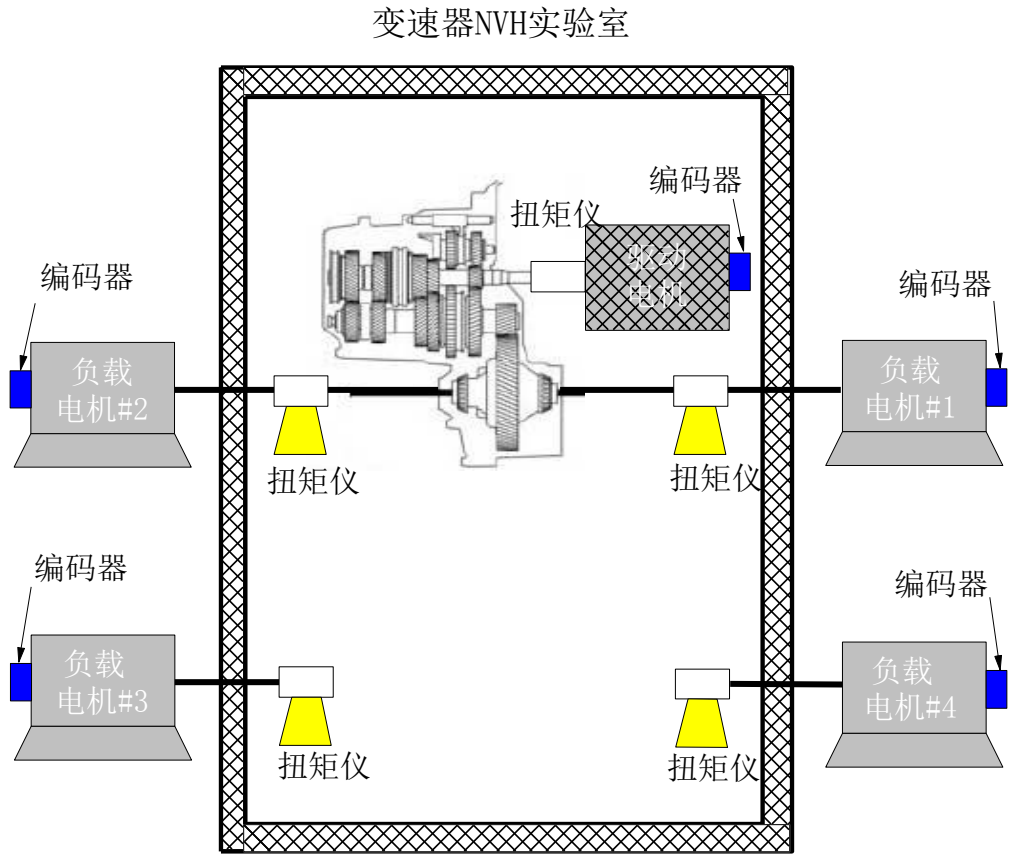 变速器NVH实验室
编码器
扭矩仪
驱动
电机
编码器
编码器
负载
电机#2
负载
电机#1
扭矩仪
扭矩仪
编码器
编码器
负载
电机#3
负载
电机#4
扭矩仪
扭矩仪